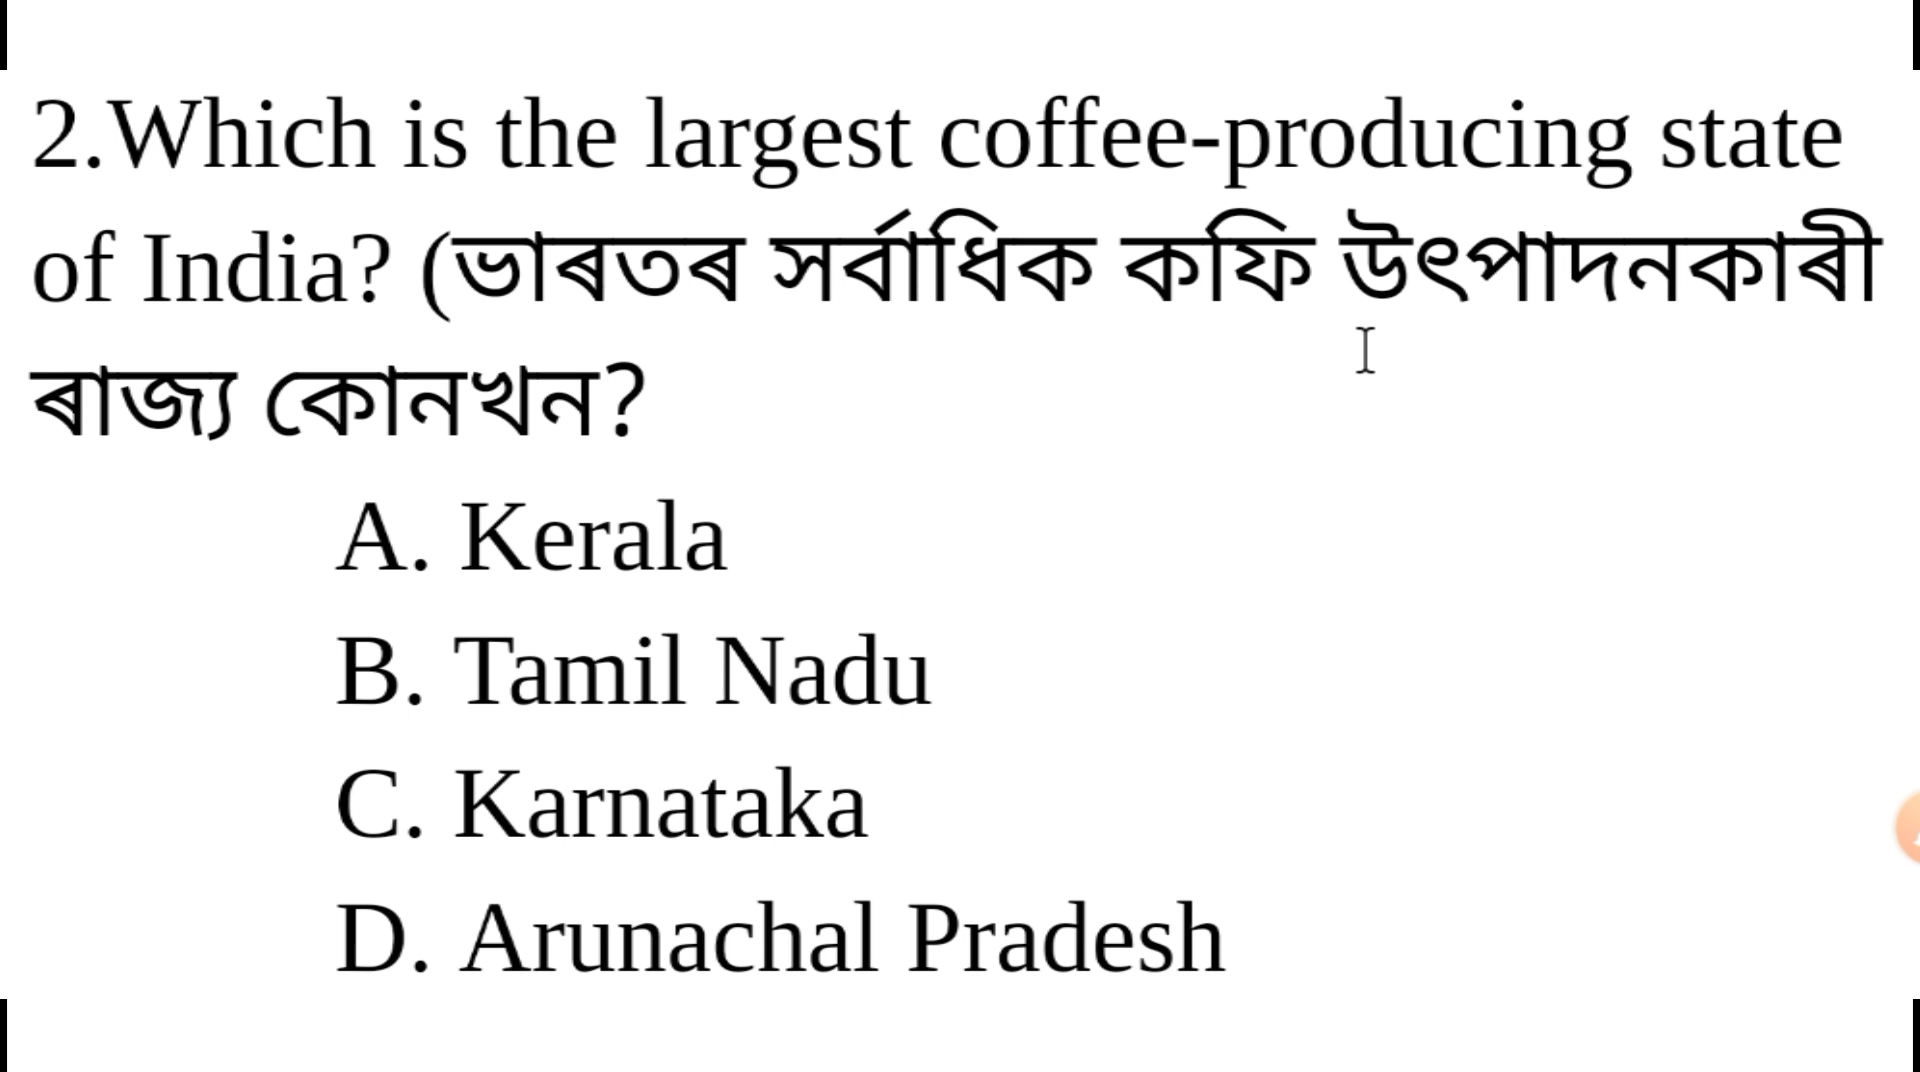 2.Which is the largest coffee-producing state
of India? (ভাৰতৰ সৰ্বাধিক কফি উৎপাদনকাৰী
ৰাজ্য কোনখন?
A. Kerala
B. Tamil Nadu
C. Karnataka
D. Arunachal Pradesh